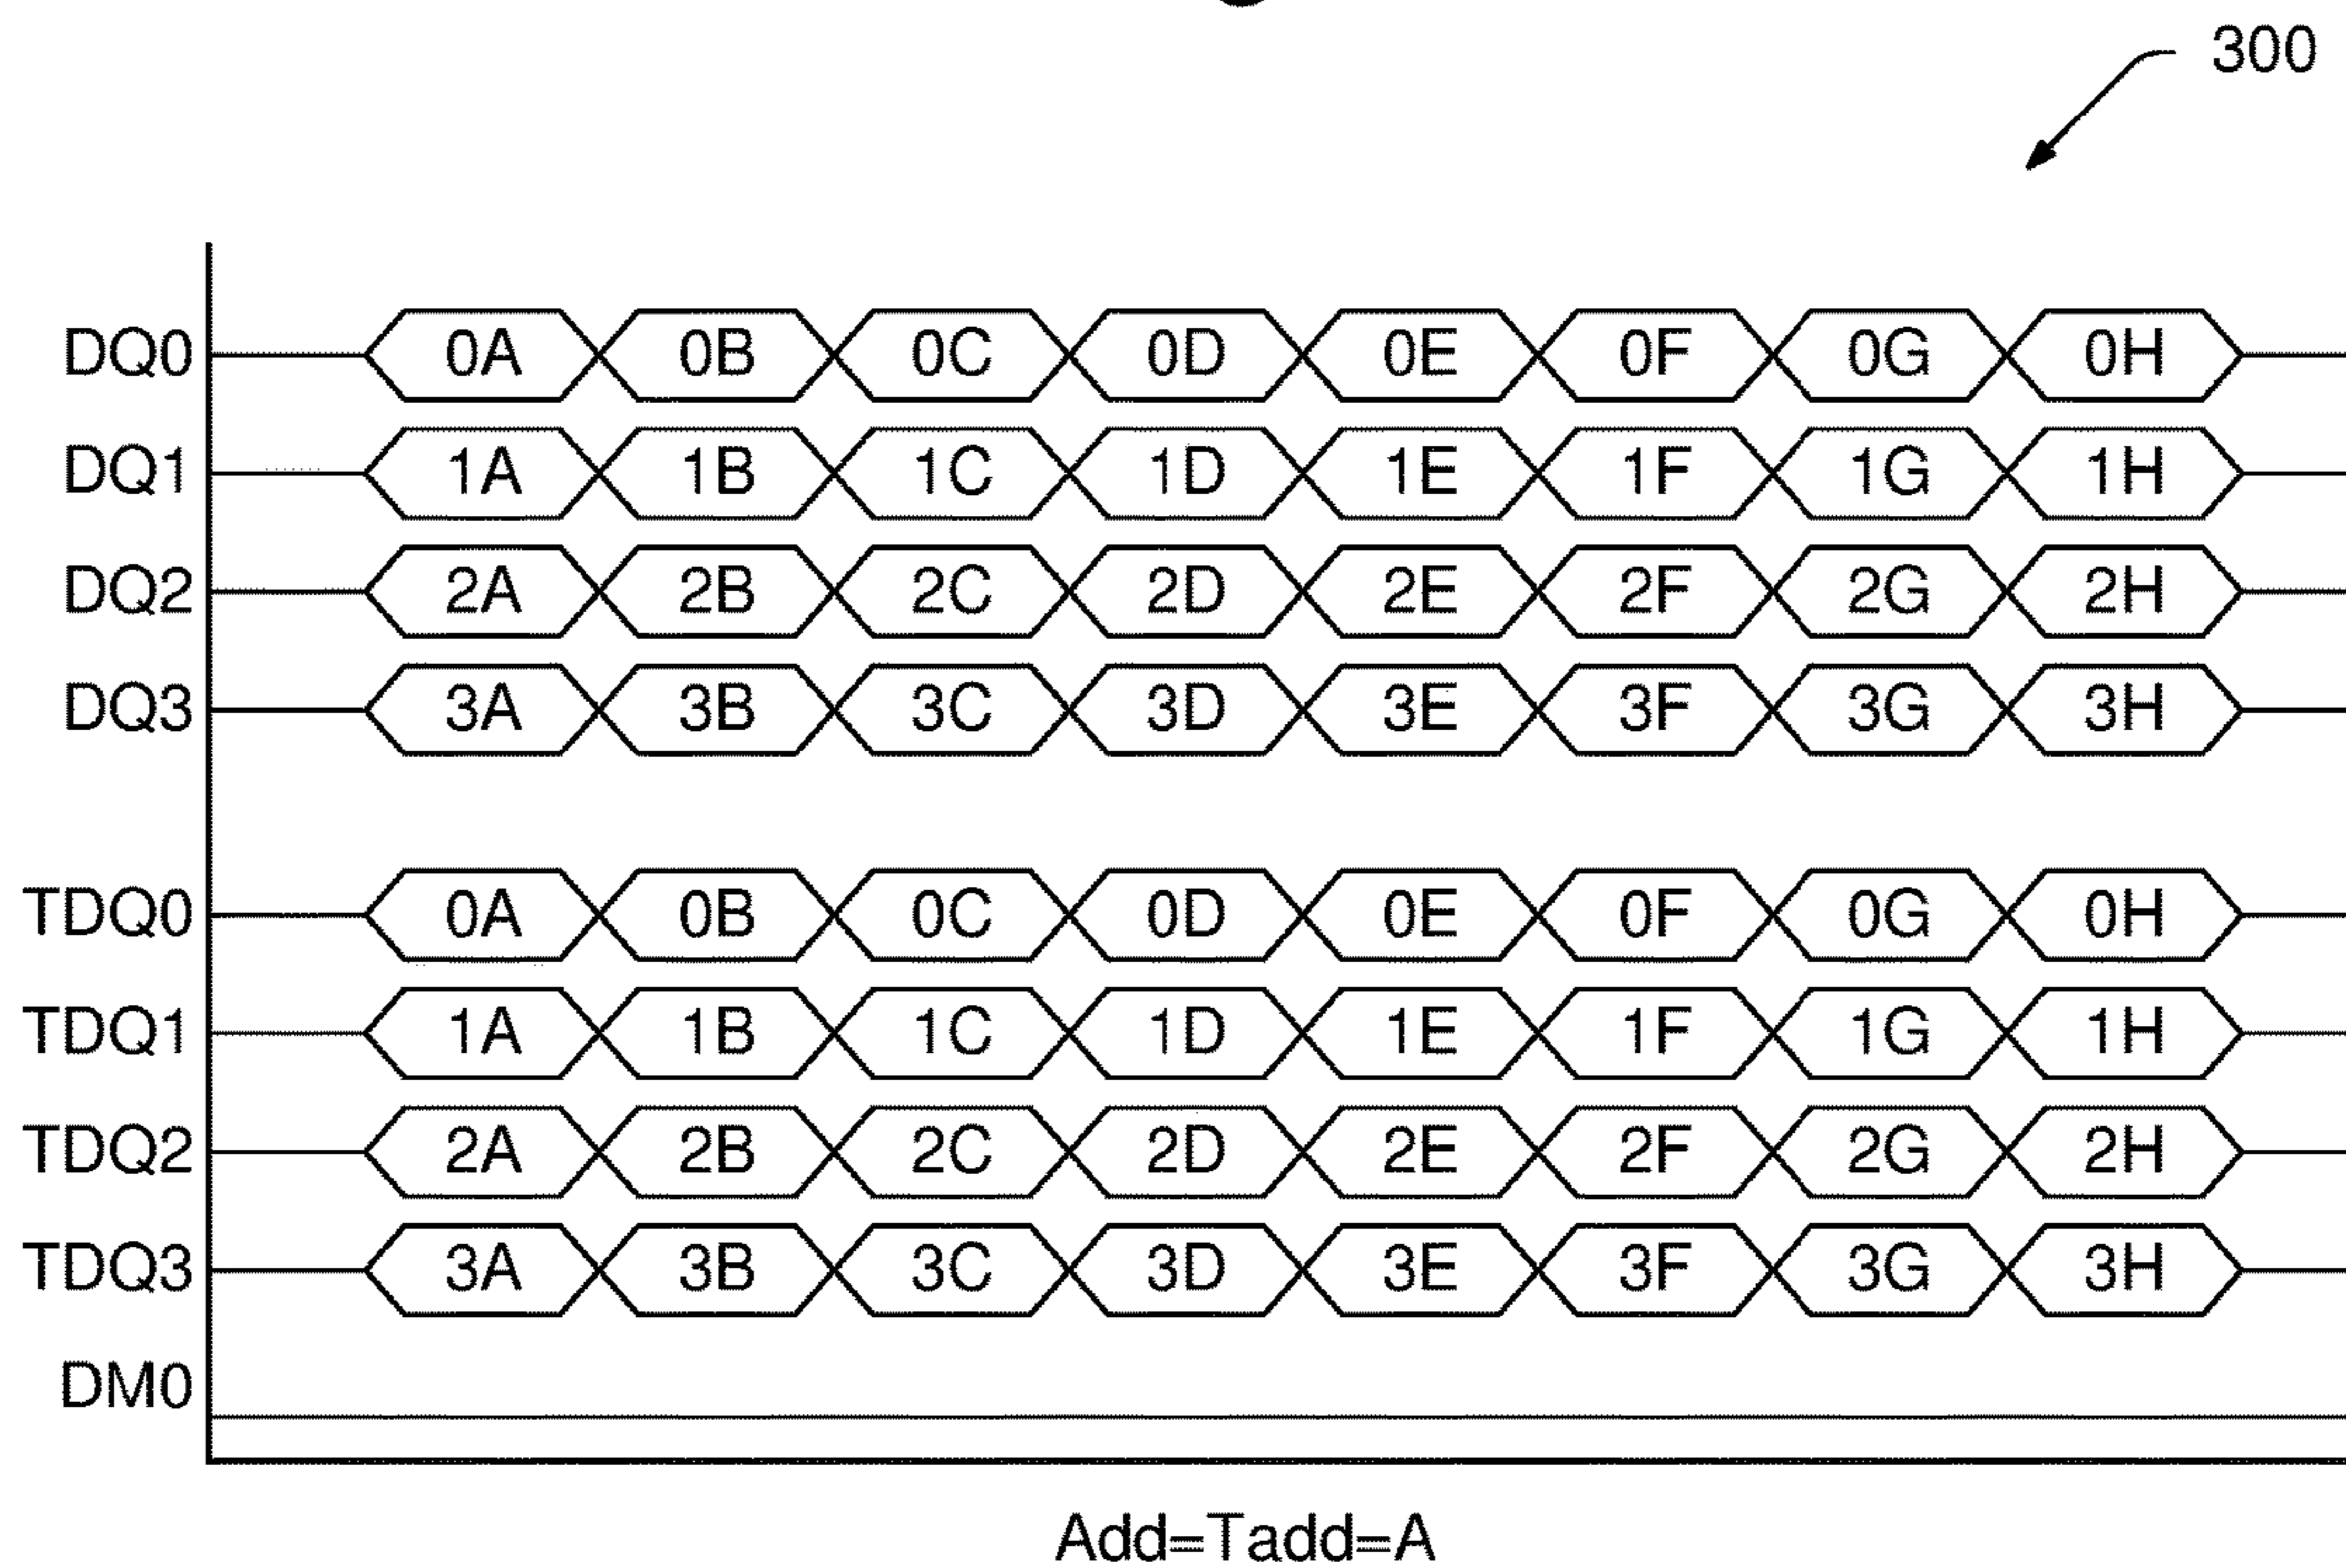 300
DQ0 0A 0B 0C 0D 0E 0F 0G 0H
DQ1 1A 1B 1C 1D 1E 1F 1G 1H
DQ2 2A 2B 2C 2D 2E 2F 2G 2H
DQ3 3A 3B 3C 3D 3E 3F 3G 3H
TDQ0 0A 0B 0C 0D 0E 0F 0G 0H
TDQ1 1A 1B 1C 1D 1E 1F 1G 1H
TDQ2 2A 2B 2C 2D 2E 2F 2G 2H
TDQ3 3A 3B 3C 3D 3E 3F 3G 3H
DM0
Add=Tadd=A